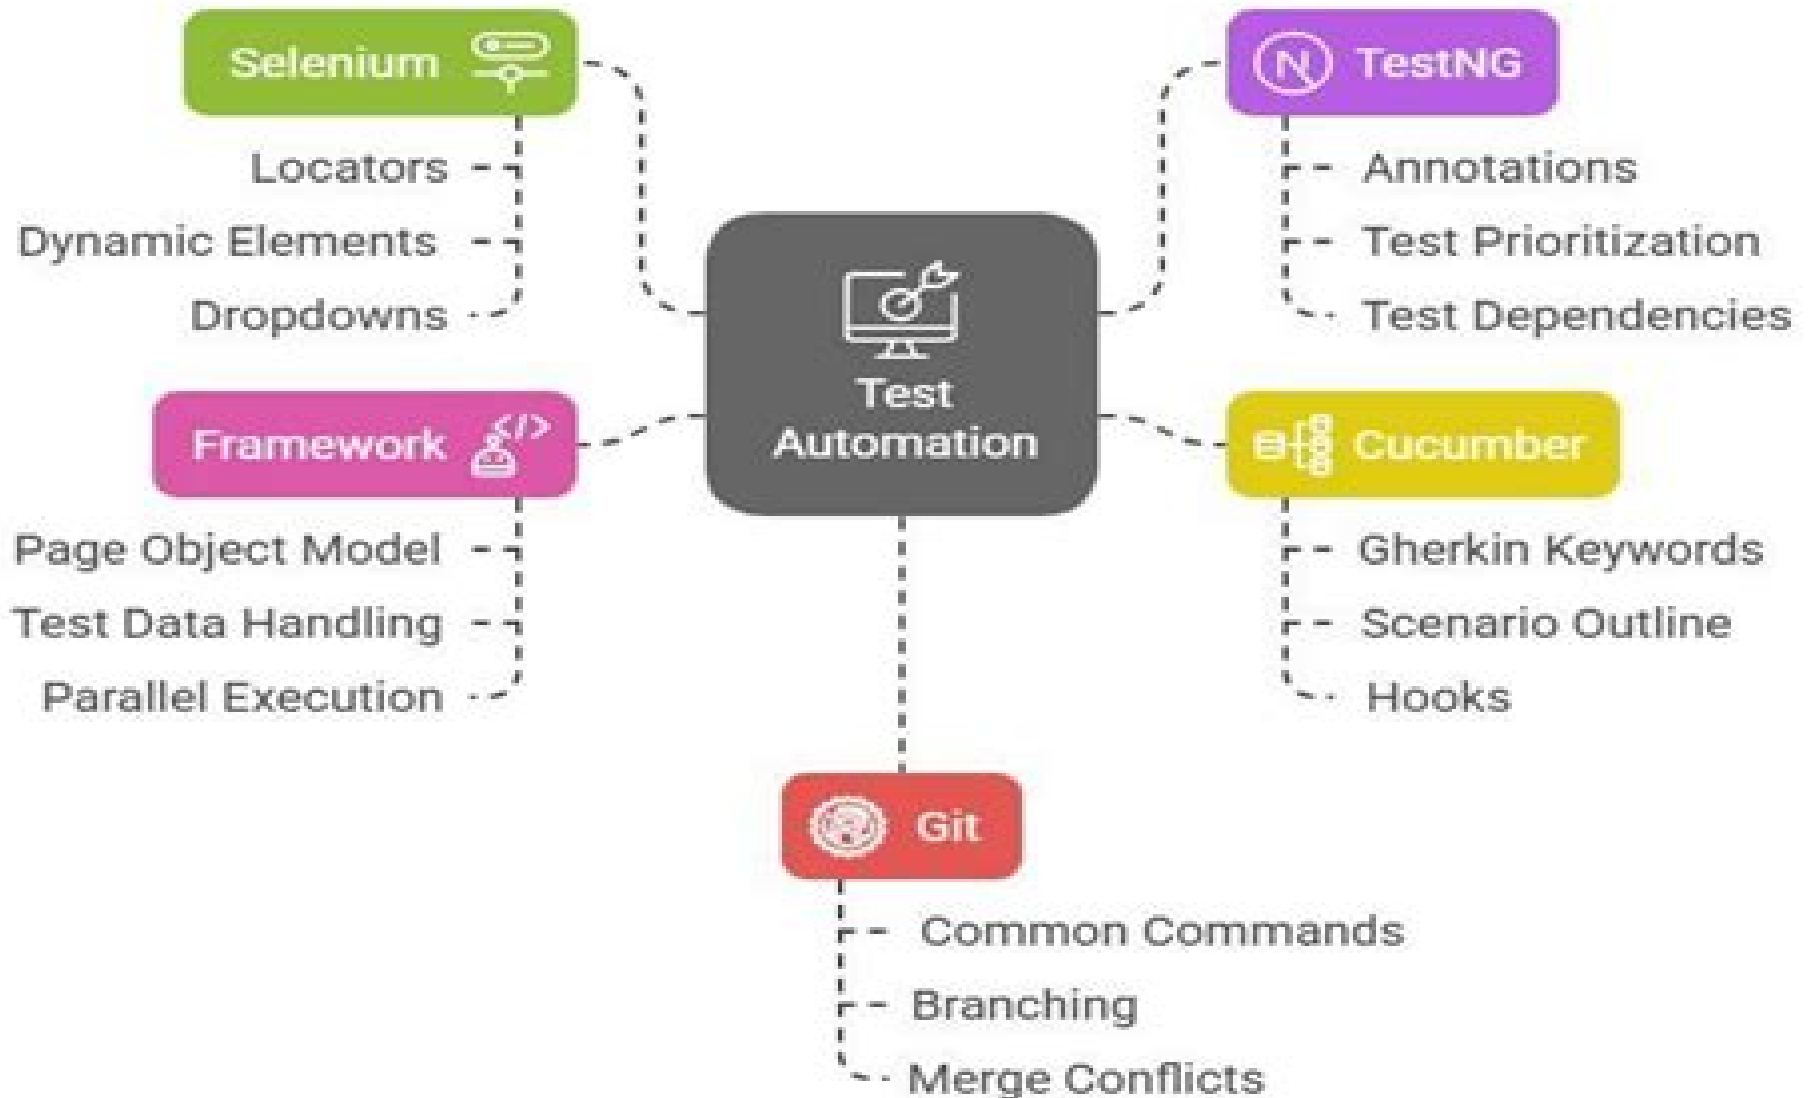 Selenium
Locators
Dynamic Elements
Dropdowns
Framework
Page Object Model
Test Data Handling
Parallel Execution
Test
Automation
TestNG
Annotations
Test Prioritization
Test Dependencies
Cucumber
Gherkin Keywords
Scenario Outline
Hooks
Git
Common Commands
Branching
Merge Conflicts